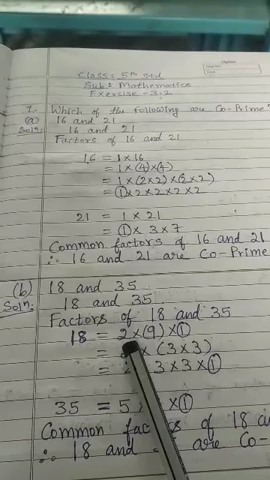 Class: 5th std
Sub: Mathematics
Exercise - 3.2
1. Which of the following are Co-Prime?
(a) 16 and 21
Soln: 16 and 21
Factors of 16 and 21
16 = 1 × 16
= 1 × (4) × (4)
= 1 × (2 × 2) × (2 × 2)
= 1 × 2 × 2 × 2 × 2
21 = 1 × 21
= 1 × 3 × 7
Common factors of 16 and 21
∴ 16 and 21 are Co-Prime
(b) 18 and 35
Soln: 18 and 35
Factors of 18 and 35
18 = 2 × (9) × 1
= × (3 × 3)
= 3 × 3 × 1
35 = 5 × 1
Common of 18
∴ 18 and are Co-